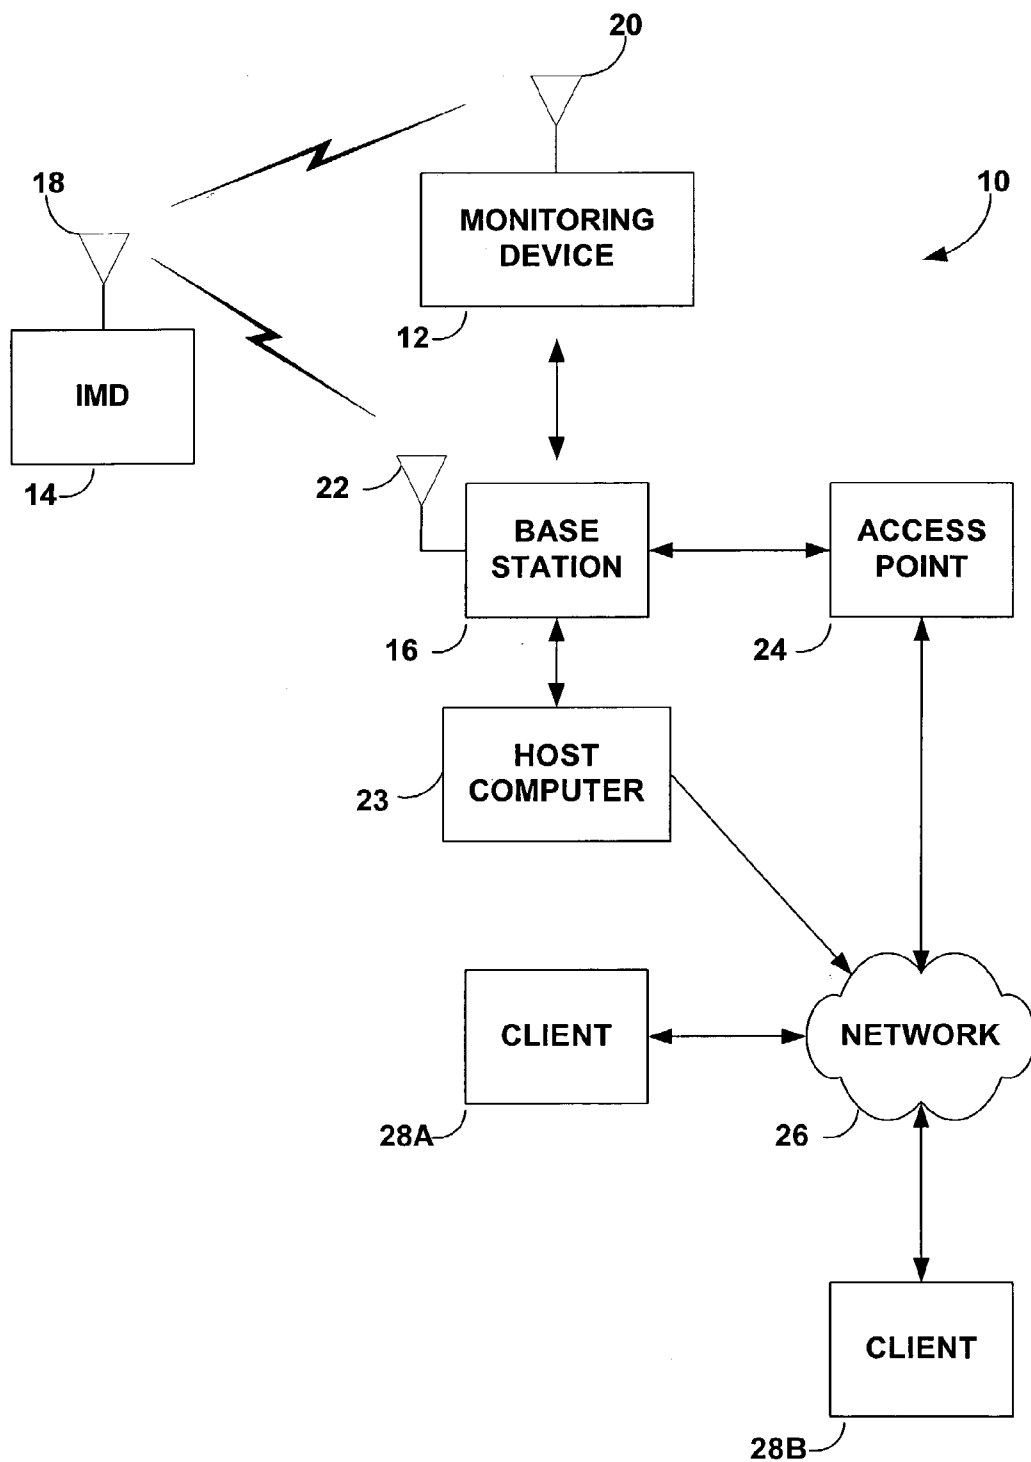 20
18
10
MONITORING
DEVICE
12
IMD
14
22
BASE
STATION
ACCESS
POINT
16
24
HOST
COMPUTER
23
CLIENT
NETWORK
28A
26
CLIENT
28B